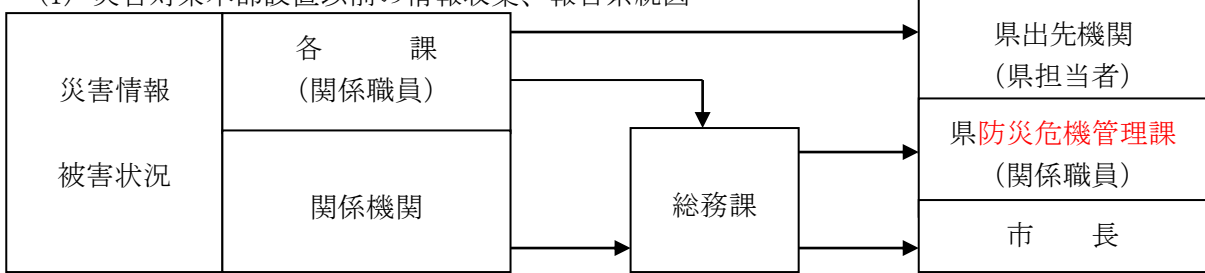 (1) 災害対策本部設置以前の情報収集、報告系統図
災害情報
被害状況
各　　課
(関係職員)
関係機関
総務課
県出先機関
(県担当者)
県防災危機管理課
(関係職員)
市　　長